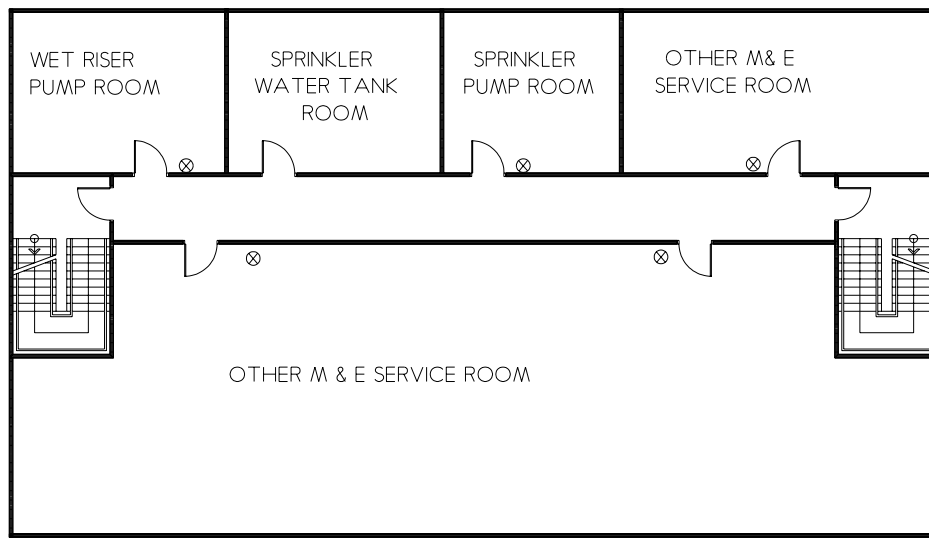 WET RISER
PUMP ROOM
SPRINKLER
WATER TANK
ROOM
SPRINKLER
PUMP ROOM
OTHER M& E
SERVICE ROOM
OTHER M & E SERVICE ROOM